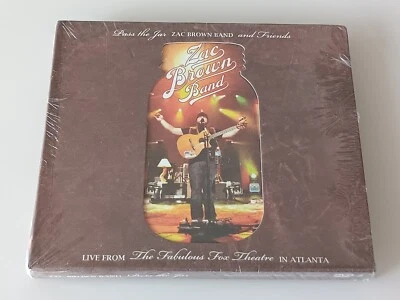 Pass the Jar ZAC BROWN BAND and Friends
Zac
Brown
Band
LIVE FROM The Fabulous Fox Theatre IN ATLANTA